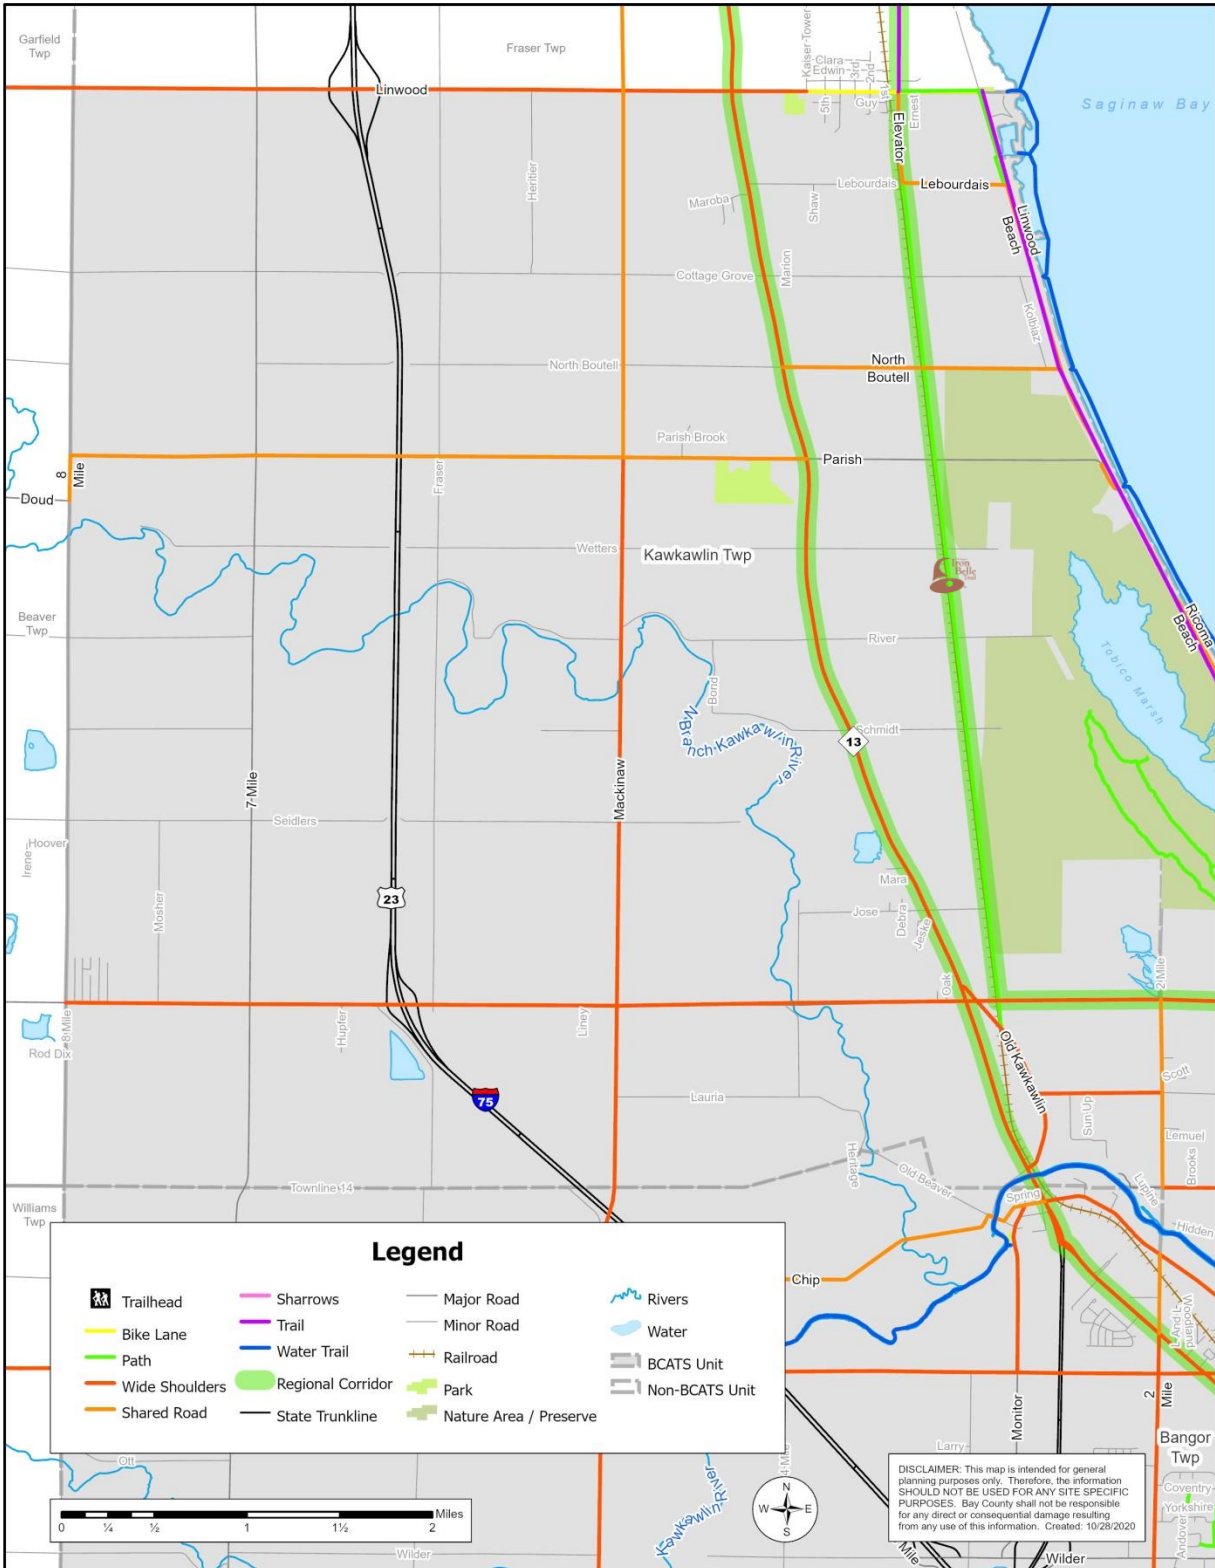 Garfield
Twp
Fraser Twp
Kaiser Tower
Clara
Edwin
3rd
2nd
1st
5th
Guy
Ernest
Linwood
Saginaw Bay
Elevator
Heritier
Lebourdais
Lebourdais
Maroba
Shaw
Linwood
Beach
Cottage Grove
Marion
Kolbiaz
North Boutell
North
Boutell
Parish Brook
Parish
8
Mile
Fraser
Doud
Wetters
Kawkawlin Twp
Iron
Belle
Beaver
Twp
River
Ricoma
Beach
Tobico Marsh
Bond
N Branch Kawkawlin River
Schmidt
13
7 Mile
Mackinaw
Seidlers
Hoover
Irene
Mara
23
Mosher
Jose
Debra
Jeske
Oak
2 Mile
8 Mile
Hupfer
Liney
Rod Dix
Old Kawkawlin
Scott
75
Lauria
Sun Up
Lemuel
Heritage
Old Beaver
Brooks
Townline 14
Spring
Lupine
Williams
Twp
Hidden
Chip
L And L
Woodland
Legend
Trailhead
Bike Lane
Path
Wide Shoulders
Shared Road
Sharrows
Trail
Water Trail
Regional Corridor
State Trunkline
Major Road
Minor Road
Railroad
Park
Nature Area / Preserve
Rivers
Water
BCATS Unit
Non-BCATS Unit
2
Mile
Monitor
Bangor
Twp
Larry
Ott
4 Mile
Coventry
Yorkshire
Andover
Kawkawlin River
N
W
E
S
DISCLAIMER: This map is intended for general
planning purposes only. Therefore, the information
SHOULD NOT BE USED FOR ANY SITE SPECIFIC
PURPOSES. Bay County shall not be responsible
for any direct or consequential damage resulting
from any use of this information. Created: 10/28/2020
0 ¼ ½ 1 1½ 2 Miles
Wilder
Mile
Wilder